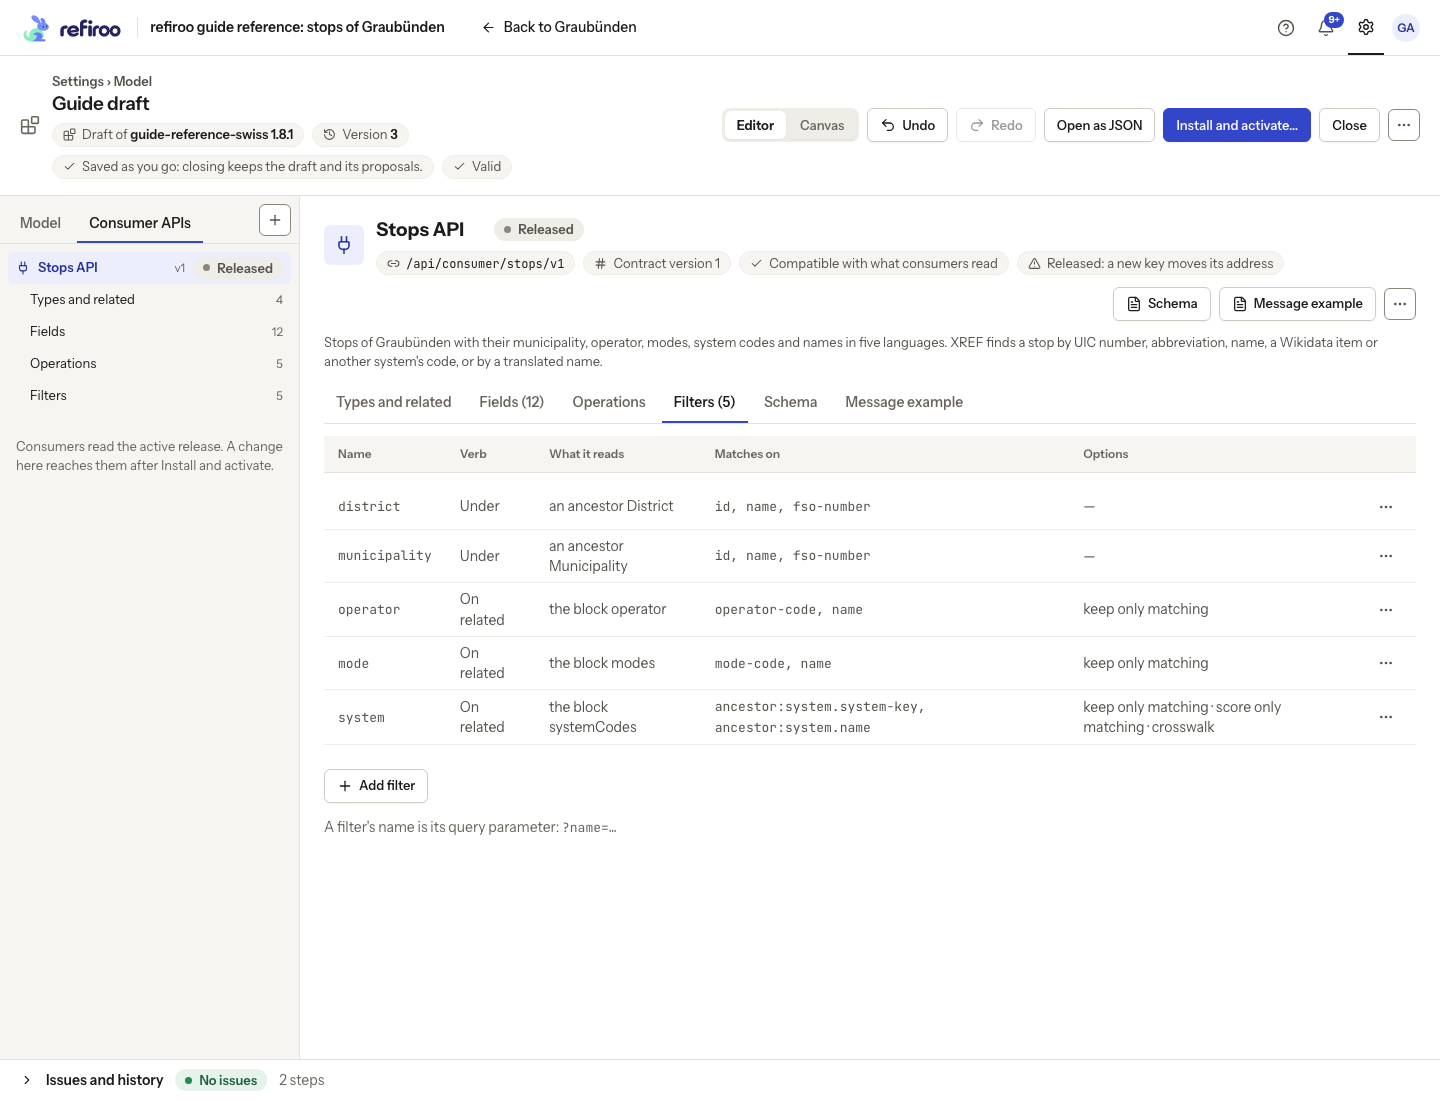 refiroo
refiroo guide reference: stops of Graubünden
Back to Graubünden
9+
GA
Settings › Model
Guide draft
Draft of guide-reference-swiss 1.8.1
Version 3
Saved as you go: closing keeps the draft and its proposals.
Valid
Editor
Canvas
Undo
Redo
Open as JSON
Install and activate…
Close
Model
Consumer APIs
Stops API
v1
Released
Types and related
4
Fields
12
Operations
5
Filters
5
Consumers read the active release. A change
here reaches them after Install and activate.
Stops API
Released
/api/consumer/stops/v1
Contract version 1
Compatible with what consumers read
Released: a new key moves its address
Schema
Message example
Stops of Graubünden with their municipality, operator, modes, system codes and names in five languages. XREF finds a stop by UIC number, abbreviation, name, a Wikidata item or
another system's code, or by a translated name.
Types and related
Fields (12)
Operations
Filters (5)
Schema
Message example
Name
Verb
What it reads
Matches on
Options
district
Under
an ancestor District
id, name, fso-number
—
municipality
Under
an ancestor
Municipality
id, name, fso-number
—
operator
On
related
the block operator
operator-code, name
keep only matching
mode
On
related
the block modes
mode-code, name
keep only matching
system
On
related
the block
systemCodes
ancestor:system.system-key,
ancestor:system.name
keep only matching · score only
matching · crosswalk
Add filter
A filter's name is its query parameter: ?name=…
Issues and history
No issues
2 steps